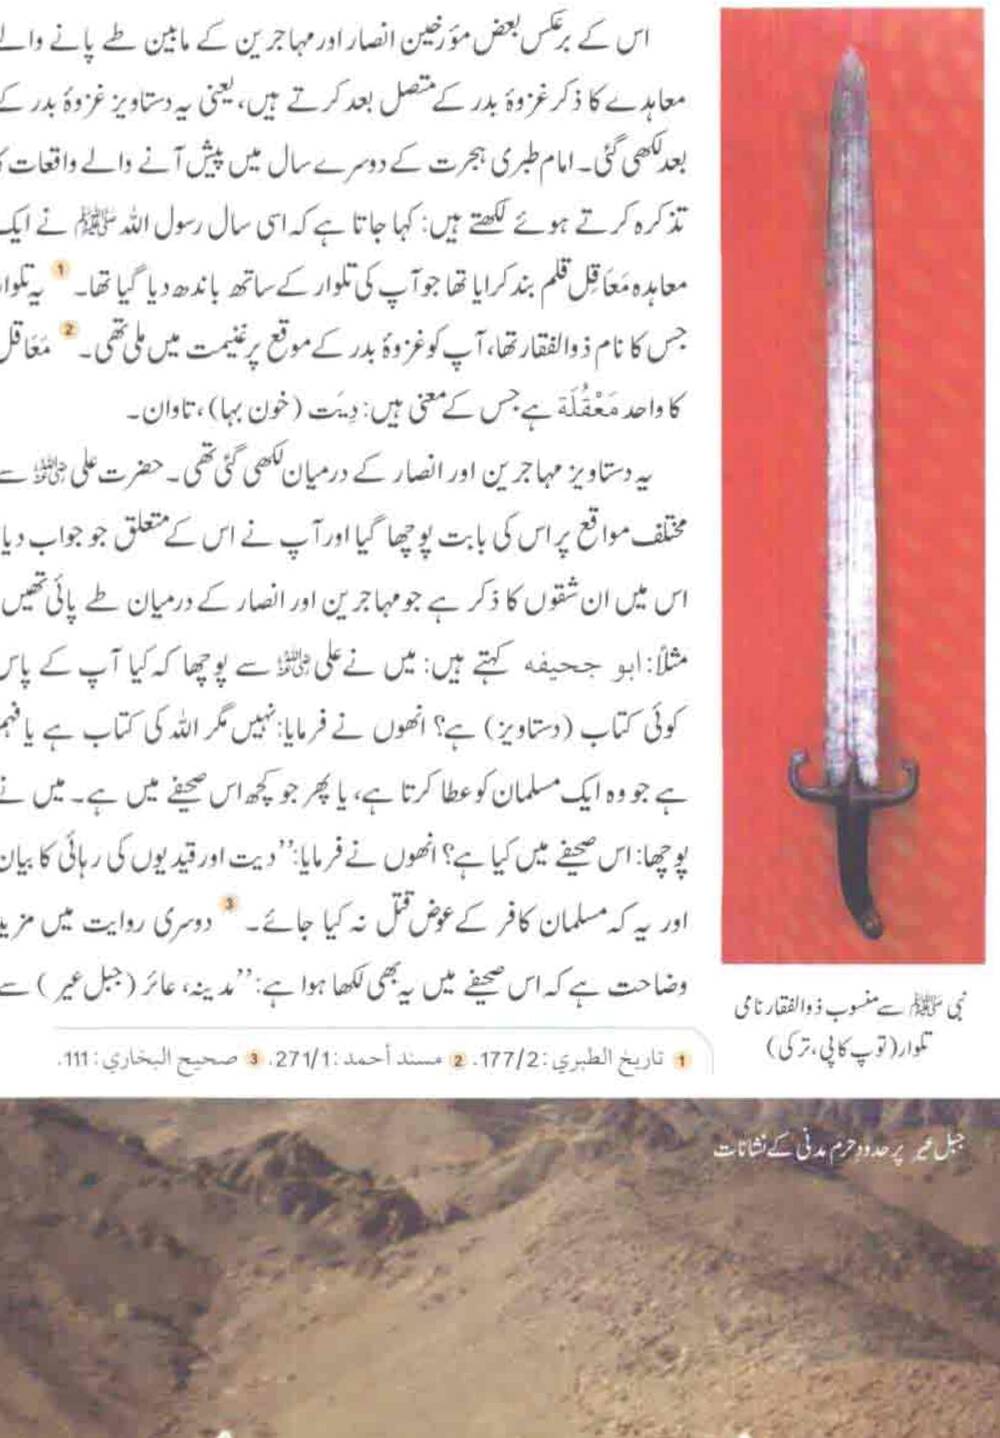 اس کے برعکس بعض مؤرخین انصار اور مہاجرین کے مابین طے پانے والے
معاہدے کا ذکر غزوۂ بدر کے متصل بعد کرتے ہیں، یعنی یہ دستاویز غزوۂ بدر کے
بعد لکھی گئی۔ امام طبری ہجرت کے دوسرے سال میں پیش آنے والے واقعات کا
تذکرہ کرتے ہوئے لکھتے ہیں: کہا جاتا ہے کہ اسی سال رسول اللہ ﷺ نے ایک
معاہدہ مَعَاقِل قلم بند کرایا تھا جو آپ کی تلوار کے ساتھ باندھ دیا گیا تھا۔ 1 یہ تلوار
جس کا نام ذوالفقار تھا، آپ کو غزوۂ بدر کے موقع پر غنیمت میں ملی تھی۔ 2 مَعَاقل
کا واحد مَعْقُلَة ہے جس کے معنی ہیں: دِیَت (خون بہا)، تاوان۔
یہ دستاویز مہاجرین اور انصار کے درمیان لکھی گئی تھی۔ حضرت علی رضی اللہ عنہ سے
مختلف مواقع پر اس کی بابت پوچھا گیا اور آپ نے اس کے متعلق جو جواب دیا
اس میں ان شقوں کا ذکر ہے جو مہاجرین اور انصار کے درمیان طے پائی تھیں
مثلاً: ابو جحیفہ کہتے ہیں: میں نے علی رضی اللہ عنہ سے پوچھا کہ کیا آپ کے پاس
کوئی کتاب (دستاویز) ہے؟ انھوں نے فرمایا: نہیں مگر اللہ کی کتاب ہے یا فہم
ہے جو وہ ایک مسلمان کو عطا کرتا ہے، یا پھر جو کچھ اس صحیفے میں ہے۔ میں نے
پوچھا: اس صحیفے میں کیا ہے؟ انھوں نے فرمایا: ’’دیت اور قیدیوں کی رہائی کا بیان
اور یہ کہ مسلمان کافر کے عوض قتل نہ کیا جائے۔ 3 دوسری روایت میں مزید
وضاحت ہے کہ اس صحیفے میں یہ بھی لکھا ہوا ہے: ’’مدینہ، عائر (جبل عیر) سے
1 تاريخ الطبري: 177/2. 2 مسند أحمد: 271/1. 3 صحيح البخاري: 111.
نبی ﷺ سے منسوب ذوالفقار نامی
تلوار (توپ کاپی، ترکی)
جبل عیر پر حدودِ حرم مدنی کے نشانات